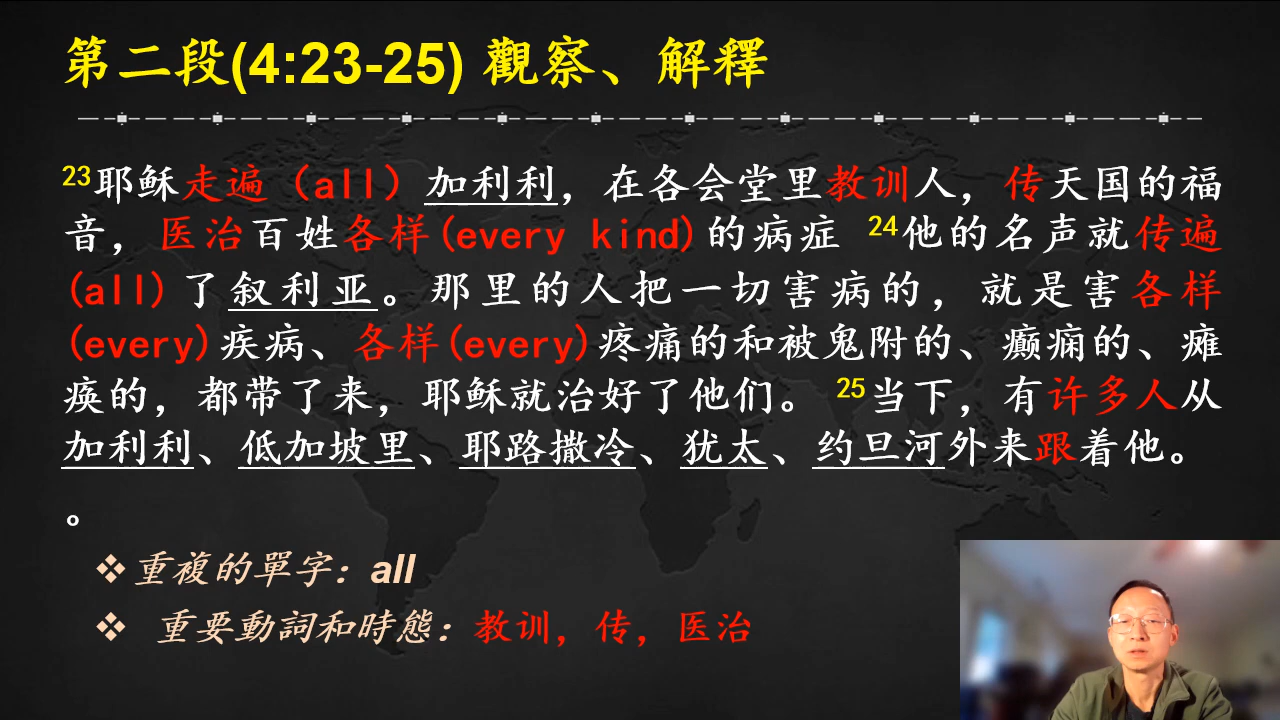 第二段(4:23-25) 觀察、解釋
23耶稣走遍（all）加利利，在各会堂里教训人，传天国的福
音，医治百姓各样(every kind)的病症 24他的名声就传遍
(all)了叙利亚。那里的人把一切害病的，就是害各样
(every)疾病、各样(every)疼痛的和被鬼附的、癫痫的、瘫
痪的，都带了来，耶稣就治好了他们。 25当下，有许多人从
加利利、低加坡里、耶路撒冷、犹太、约旦河外来跟着他。
。
❖重複的單字：all
❖ 重要動詞和時態：教训，传，医治